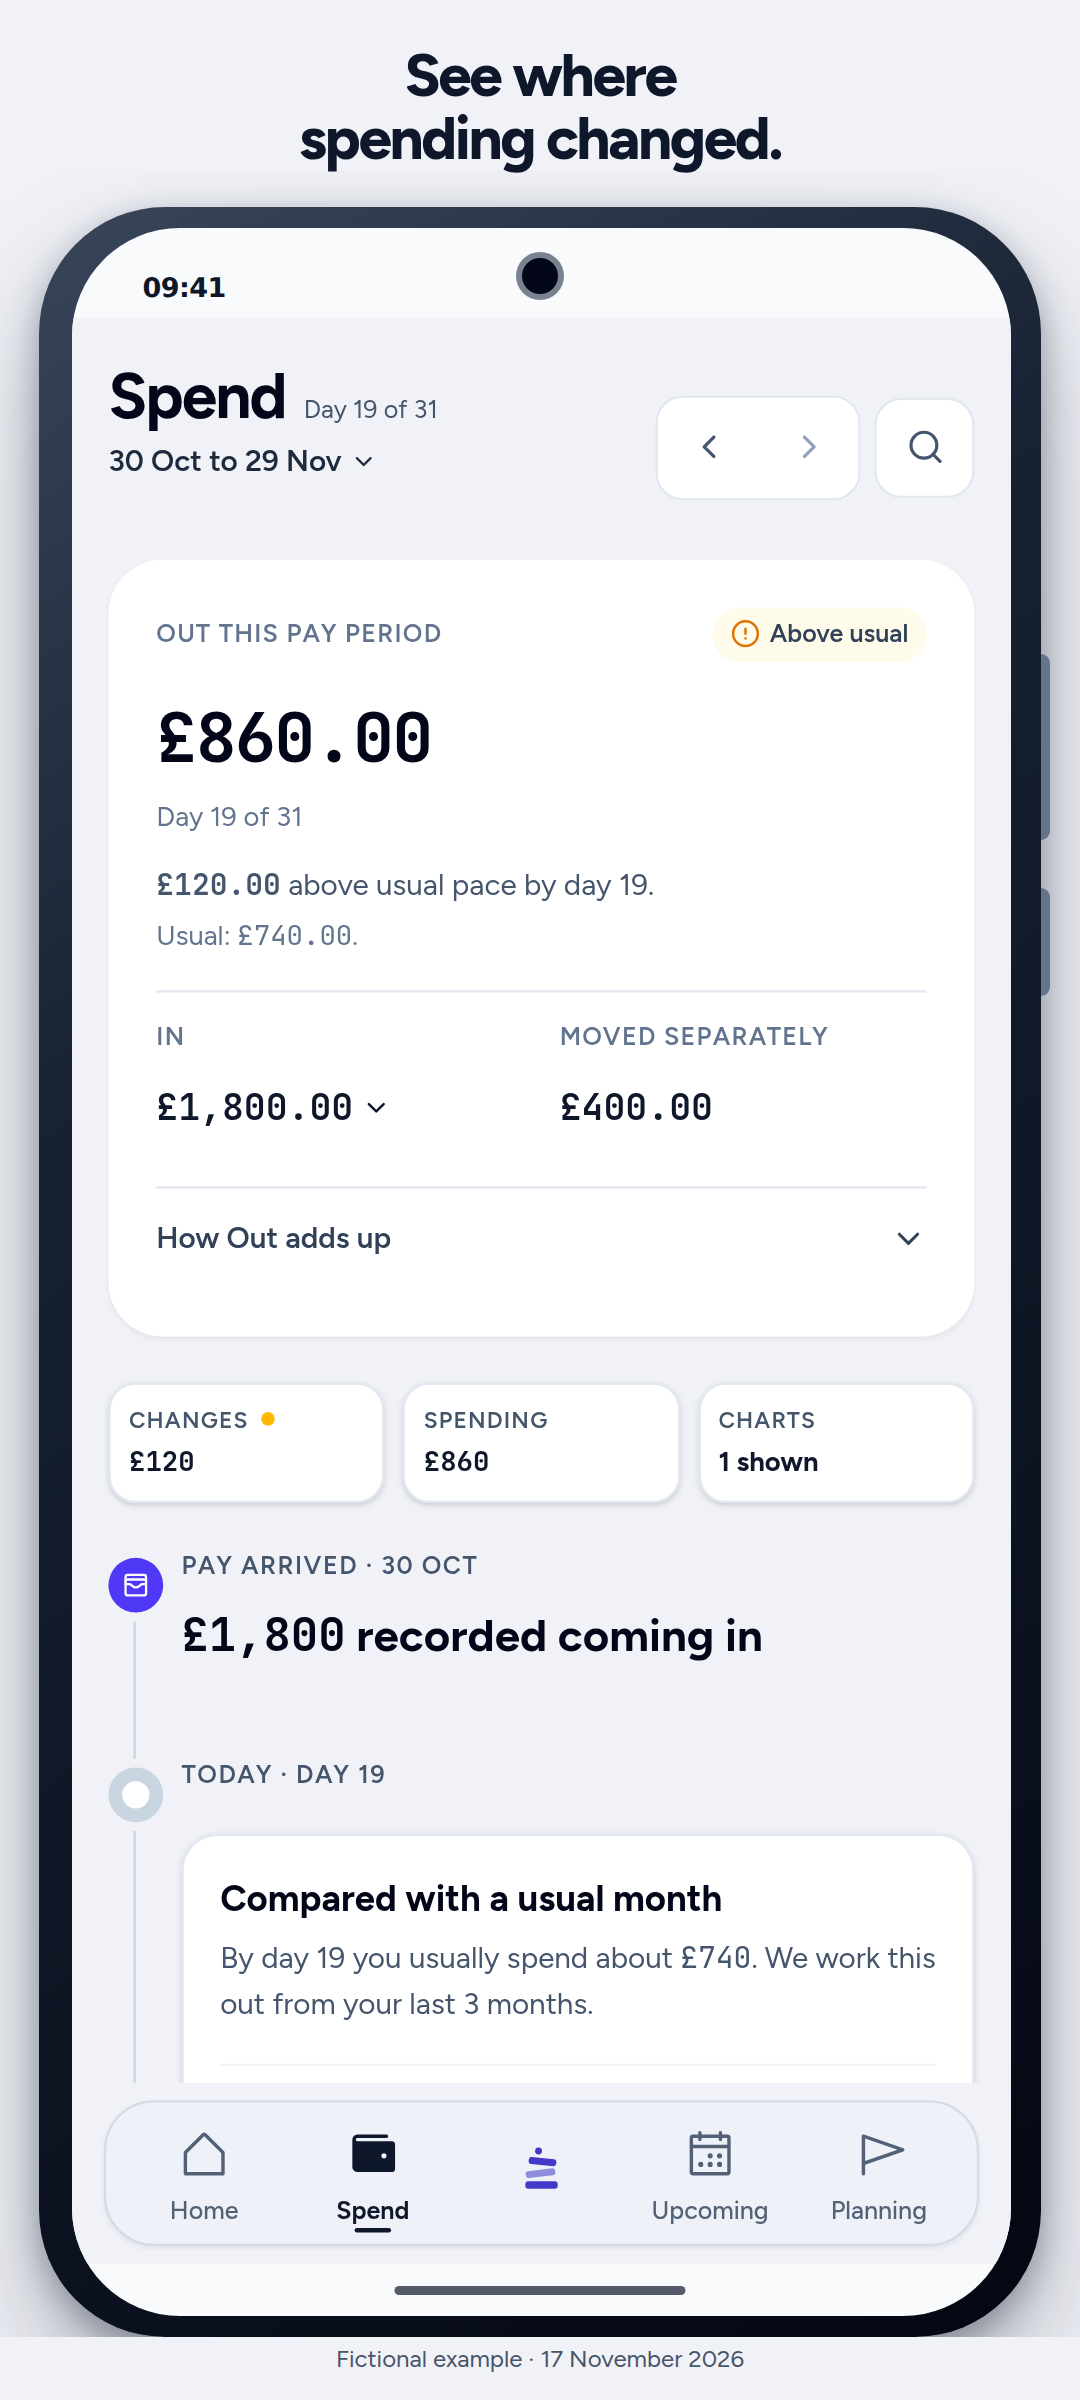 See where
spending changed.
09:41
Spend Day 19 of 31
30 Oct to 29 Nov
OUT THIS PAY PERIOD
Above usual
£860.00
Day 19 of 31
£120.00 above usual pace by day 19.
Usual: £740.00.
IN
MOVED SEPARATELY
£1,800.00
£400.00
How Out adds up
CHANGES
£120
SPENDING
£860
CHARTS
1 shown
PAY ARRIVED · 30 OCT
£1,800 recorded coming in
TODAY · DAY 19
Compared with a usual month
By day 19 you usually spend about £740. We work this
out from your last 3 months.
Home
Spend
Upcoming
Planning
Fictional example · 17 November 2026